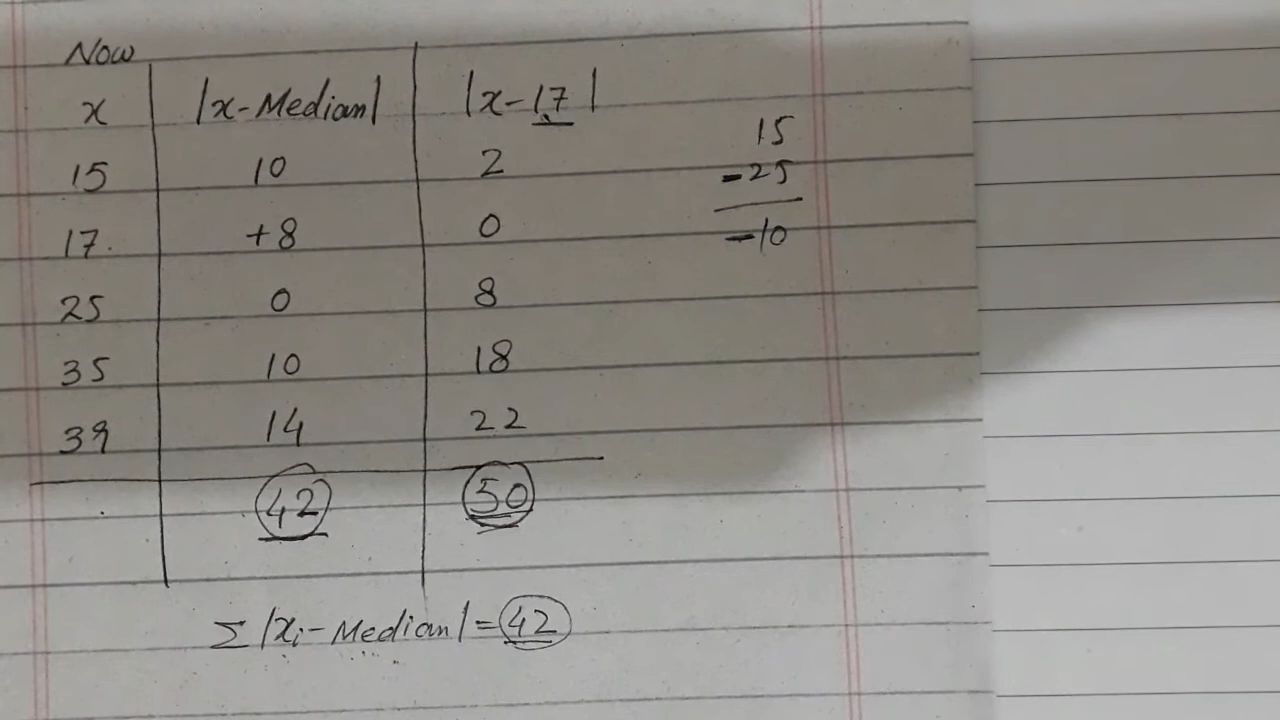 Now
x |x-Median| |x-17|
15 10 2
17. +8 0
25 0 8
35 10 18
39 14 22
42 50
Σ|xi-Median|=42
15
-25
-10